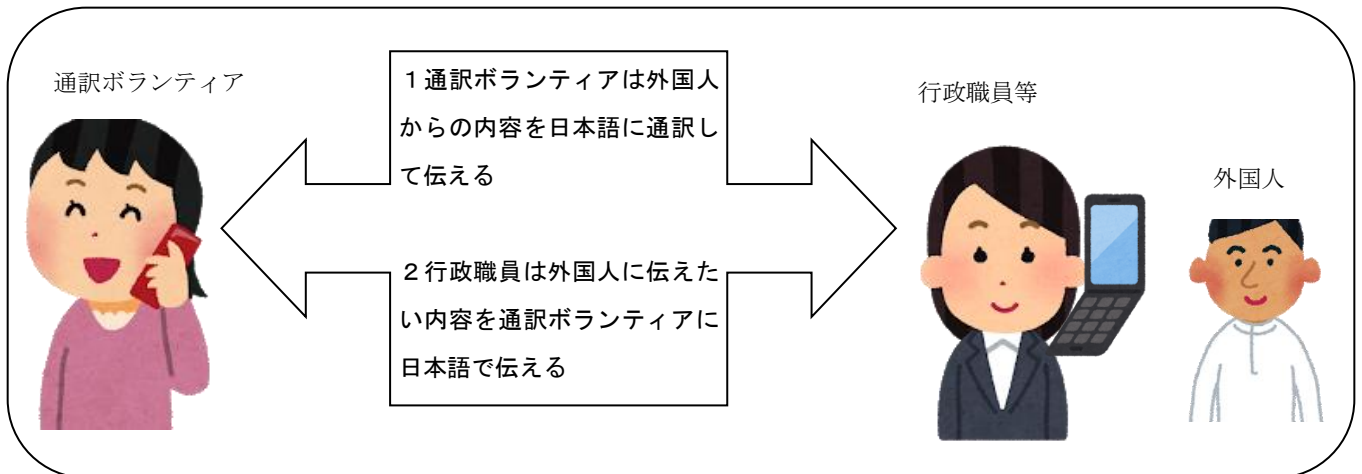 通訳ボランティア
１通訳ボランティアは外国人
からの内容を日本語に通訳し
て伝える
２行政職員は外国人に伝えた
い内容を通訳ボランティアに
日本語で伝える
行政職員等
外国人